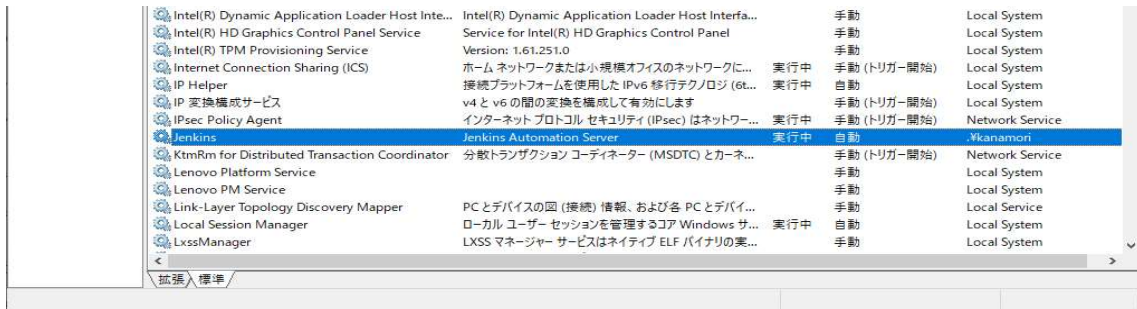 Intel(R) Dynamic Application Loader Host Inte... Intel(R) Dynamic Application Loader Host Interfa... 手動 Local System
Intel(R) HD Graphics Control Panel Service Service for Intel(R) HD Graphics Control Panel 手動 Local System
Intel(R) TPM Provisioning Service Version: 1.61.251.0 手動 Local System
Internet Connection Sharing (ICS) ホーム ネットワークまたは小規模オフィスのネットワークに... 実行中 手動 (トリガー開始) Local System
IP Helper 接続プラットフォームを使用した IPv6 移行テクノロジ (6t... 実行中 自動 Local System
IP 変換構成サービス v4 と v6 の間の変換を構成して有効にします 手動 (トリガー開始) Local System
IPsec Policy Agent インターネット プロトコル セキュリティ (IPsec) はネットワー... 実行中 手動 (トリガー開始) Network Service
Jenkins Jenkins Automation Server 実行中 自動 .¥kanamori
KtmRm for Distributed Transaction Coordinator 分散トランザクション コーディネーター (MSDTC) とカーネ... 手動 (トリガー開始) Network Service
Lenovo Platform Service 手動 Local System
Lenovo PM Service 手動 Local System
Link-Layer Topology Discovery Mapper PC とデバイスの図 (接続) 情報、および各 PC とデバイ... 手動 Local Service
Local Session Manager ローカル ユーザー セッションを管理するコア Windows サ... 実行中 自動 Local System
LxssManager LXSS マネージャー サービスはネイティブ ELF バイナリの実... 手動 Local System
拡張 標準